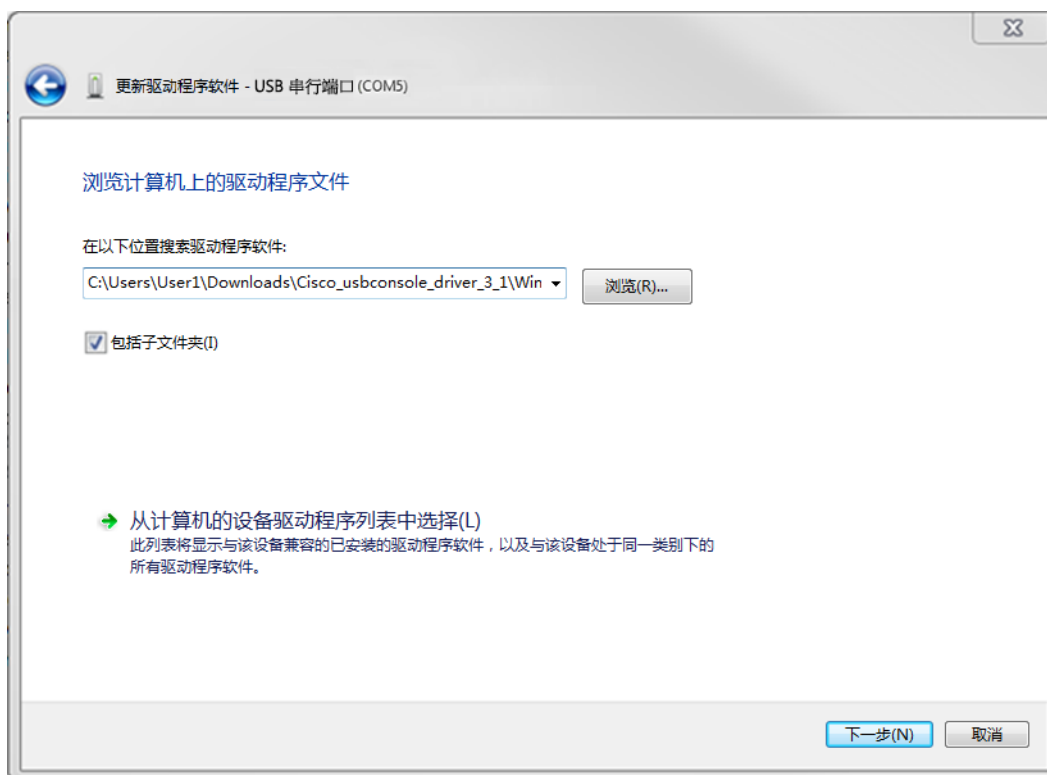 更新驱动程序软件 - USB 串行端口 (COM5)
浏览计算机上的驱动程序文件
在以下位置搜索驱动程序软件:
C:\Users\User1\Downloads\Cisco_usbconsole_driver_3_1\Win
浏览(R)...
包括子文件夹(I)
从计算机的设备驱动程序列表中选择(L)
此列表将显示与该设备兼容的已安装的驱动程序软件，以及与该设备处于同一类别下的
所有驱动程序软件。
下一步(N)
取消